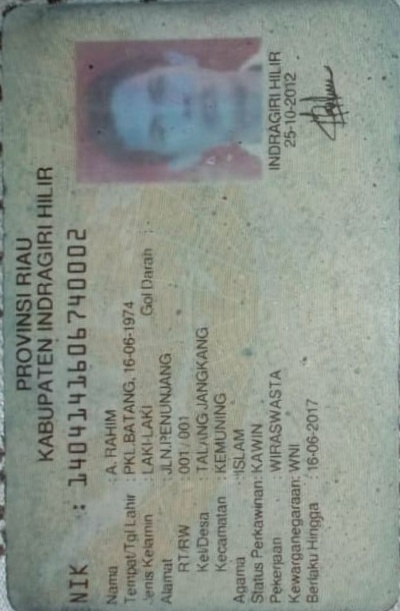 PROVINSI RIAU
KABUPATEN INDRAGIRI HILIR
NIK : 1404141606740002
Nama : A. RAHIM
Tempat/Tgl Lahir : PKL BATANG, 16-06-1974
Jenis Kelamin : LAKI-LAKI Gol Darah : -
Alamat : JLN.PENUNJANG
RT/RW : 001 / 001
Kel/Desa : TALANG JANGKANG
Kecamatan : KEMUNING
Agama : ISLAM
Status Perkawinan: KAWIN
Pekerjaan : WIRASWASTA
Kewarganegaraan: WNI
Berlaku Hingga : 16-06-2017
INDRAGIRI HILIR
25-10-2012